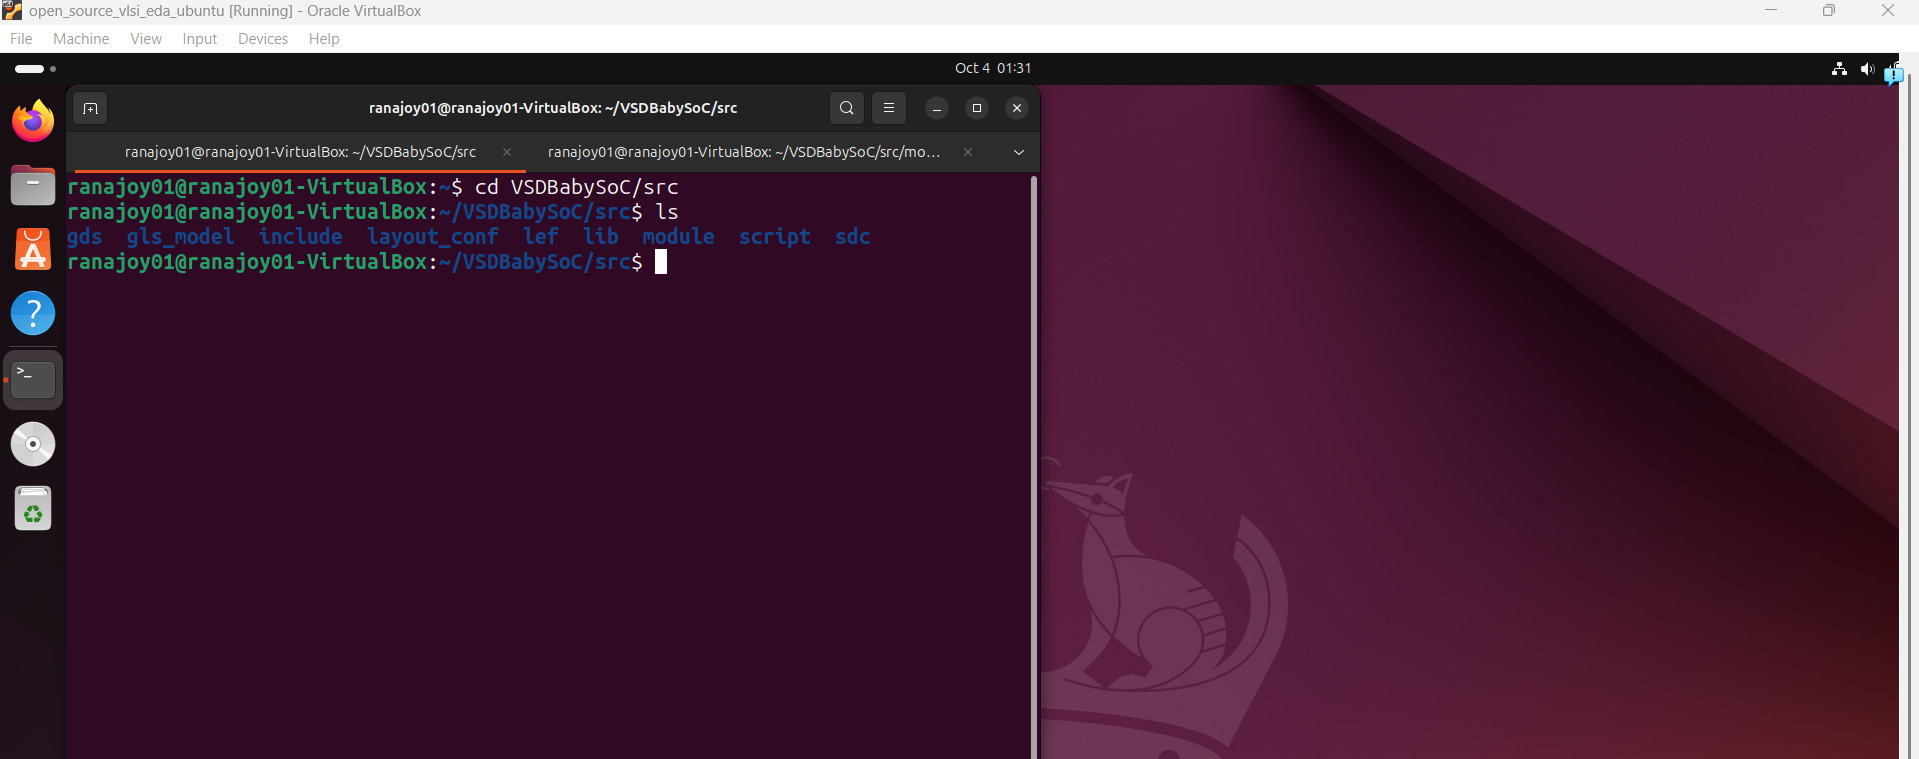 open_source_vlsi_eda_ubuntu [Running] - Oracle VirtualBox
File Machine View Input Devices Help
Oct 4 01:31
ranajoy01@ranajoy01-VirtualBox: ~/VSDBabySoC/src
ranajoy01@ranajoy01-VirtualBox: ~/VSDBabySoC/src
ranajoy01@ranajoy01-VirtualBox: ~/VSDBabySoC/src/mo...
ranajoy01@ranajoy01-VirtualBox:~$ cd VSDBabySoC/src
ranajoy01@ranajoy01-VirtualBox:~/VSDBabySoC/src$ ls
gds gls_model include layout_conf lef lib module script sdc
ranajoy01@ranajoy01-VirtualBox:~/VSDBabySoC/src$